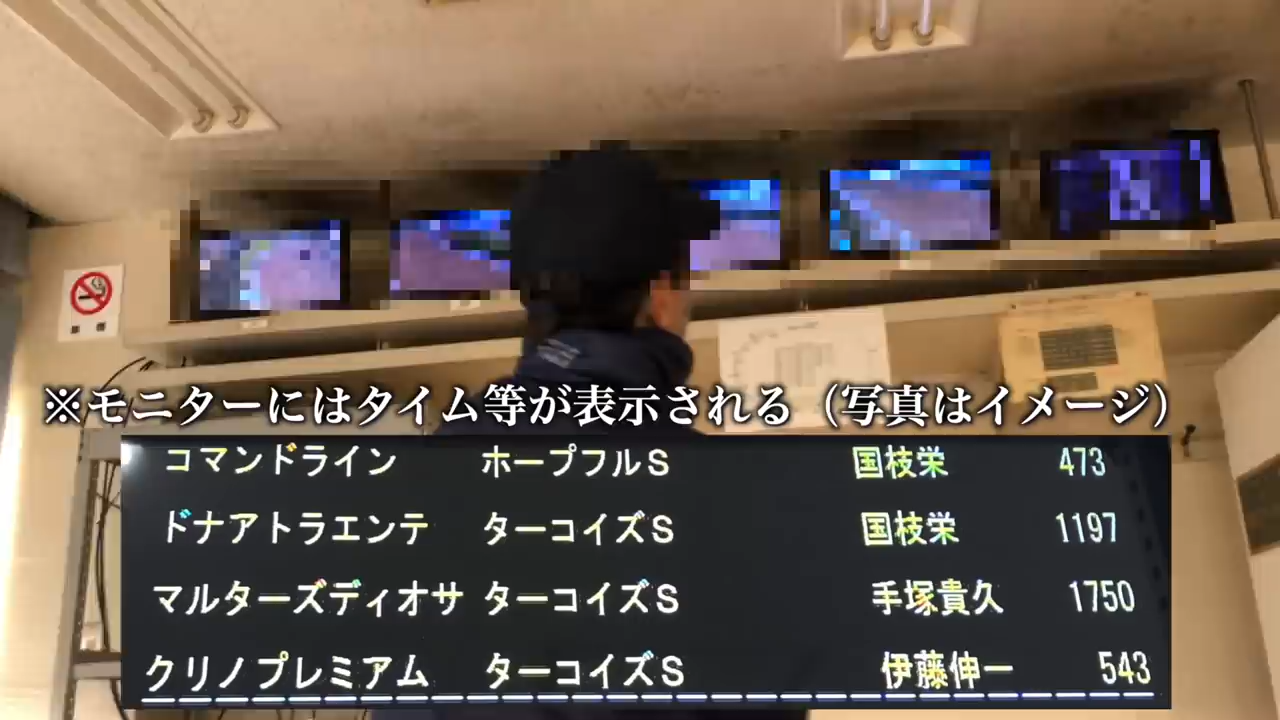 ※モニターにはタイム等が表示される（写真はイメージ）
コマンドライン ホープフルS 国枝栄 473
ドナアトラエンテ ターコイズS 国枝栄 1197
マルターズディオサ ターコイズS 手塚貴久 1750
クリノプレミアム ターコイズS 伊藤伸一 543